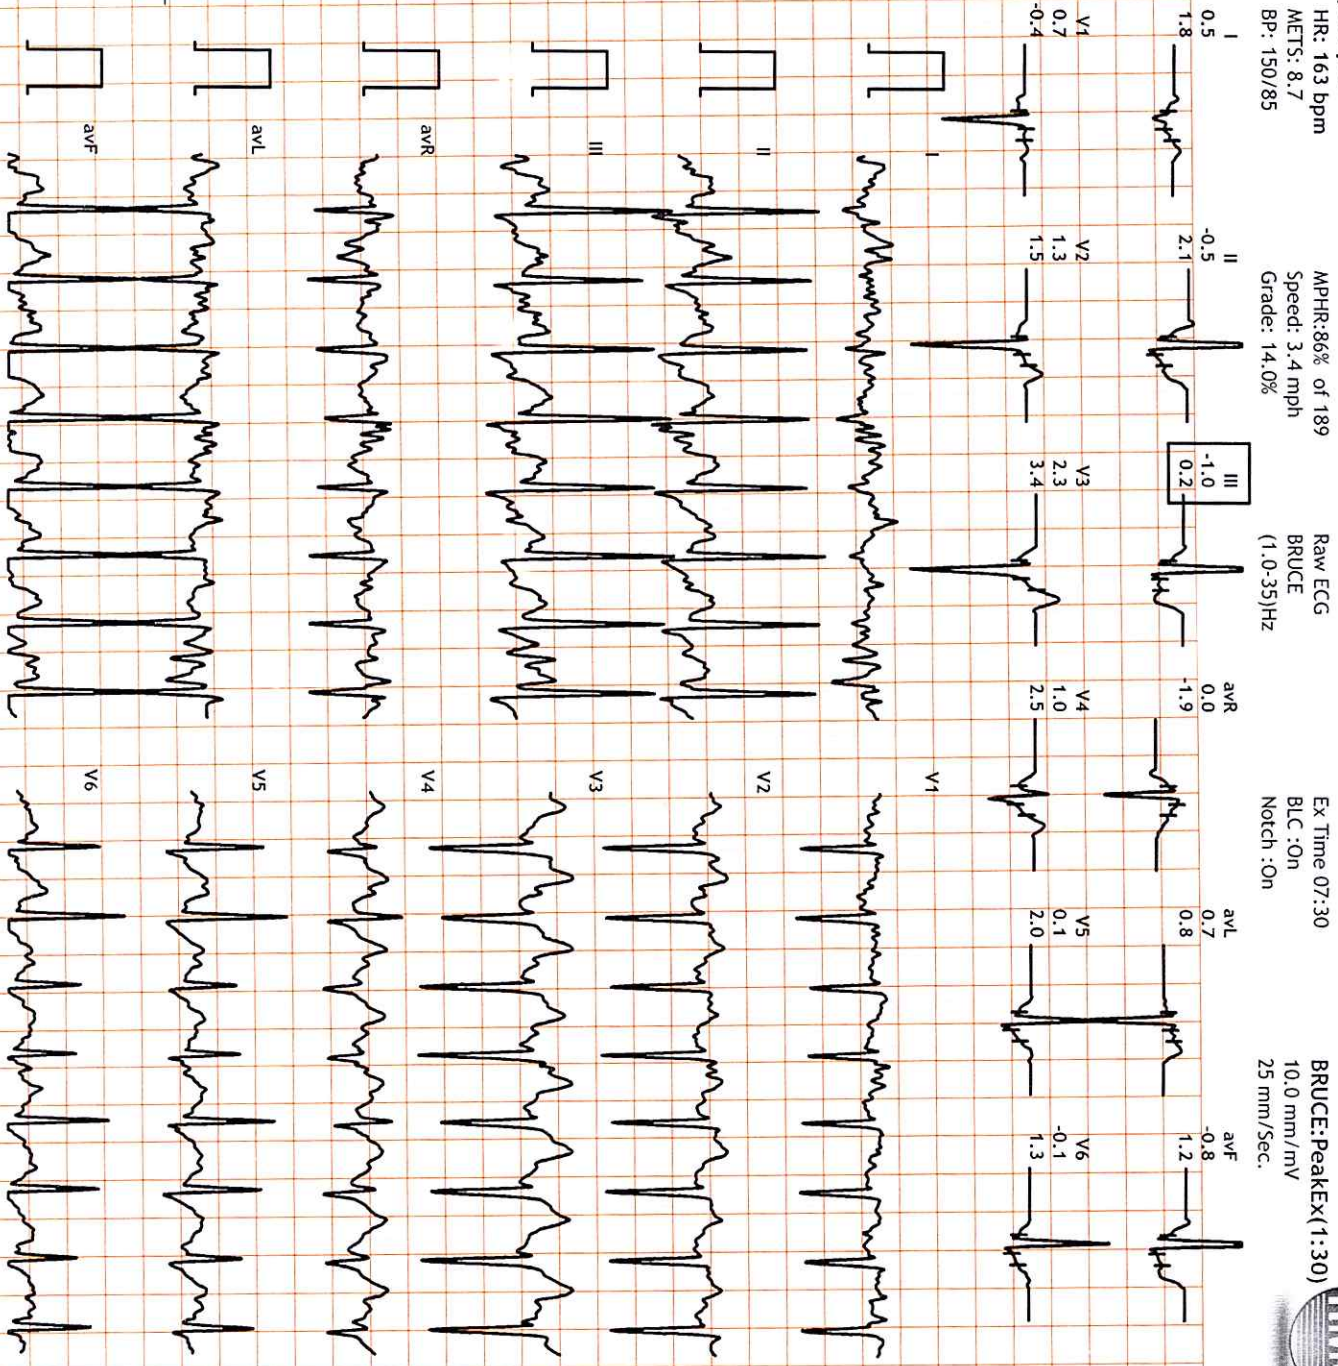 HR: 163 bpm
METS: 8.7
BP: 150/85
MPHR:86% of 189
Speed: 3.4 mph
Grade: 14.0%
Raw ECG
BRUCE
(1.0-35)Hz
Ex Time 07:30
BLC :On
Notch :On
BRUCE:PeakEx(1:30)
10.0 mm/mV
25 mm/Sec.
I
0.5
1.8
II
-0.5
2.1
III
-1.0
0.2
avR
0.0
-1.9
avL
0.7
0.8
avF
-0.8
1.2
V1
0.7
-0.4
V2
1.3
1.5
V3
2.3
3.4
V4
1.0
2.5
V5
0.1
2.0
V6
-0.1
1.3
I
V1
II
V2
III
V3
avR
V4
avL
V5
avF
V6